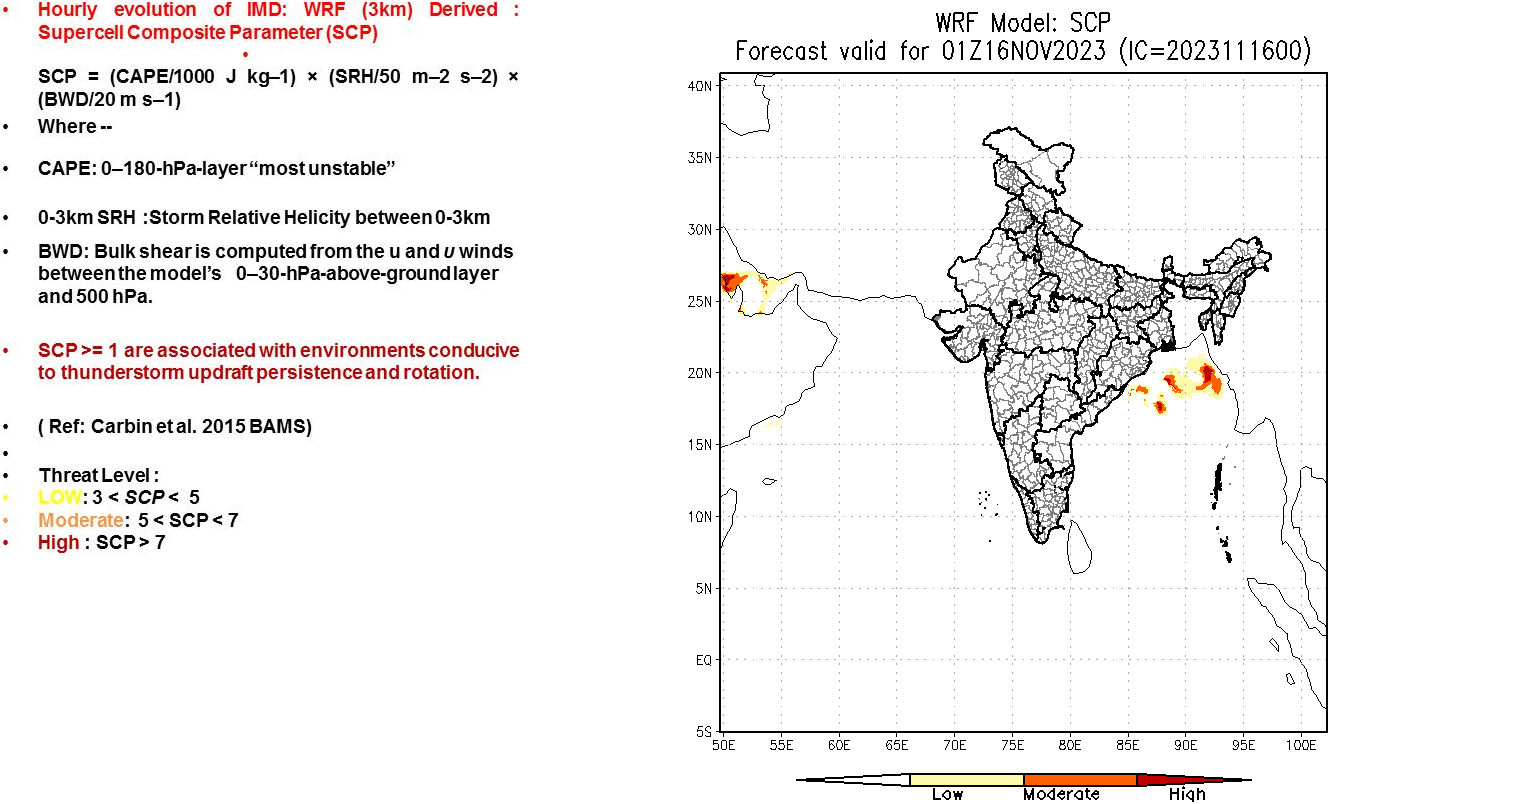 • Hourly evolution of IMD: WRF (3km) Derived :
Supercell Composite Parameter (SCP)
•
SCP = (CAPE/1000 J kg–1) × (SRH/50 m–2 s–2) ×
(BWD/20 m s–1)
• Where --
• CAPE: 0–180-hPa-layer “most unstable”
• 0-3km SRH :Storm Relative Helicity between 0-3km
• BWD: Bulk shear is computed from the u and υ winds
between the model’s 0–30-hPa-above-ground layer
and 500 hPa.
• SCP >= 1 are associated with environments conducive
to thunderstorm updraft persistence and rotation.
• ( Ref: Carbin et al. 2015 BAMS)
•
• Threat Level :
• LOW: 3 < SCP < 5
• Moderate: 5 < SCP < 7
• High : SCP > 7
WRF Model: SCP
Forecast valid for 01Z16NOV2023 (IC=2023111600)
40N
35N
30N
25N
20N
15N
10N
5N
EQ
5S
50E 55E 60E 65E 70E 75E 80E 85E 90E 95E 100E
Low Moderate High